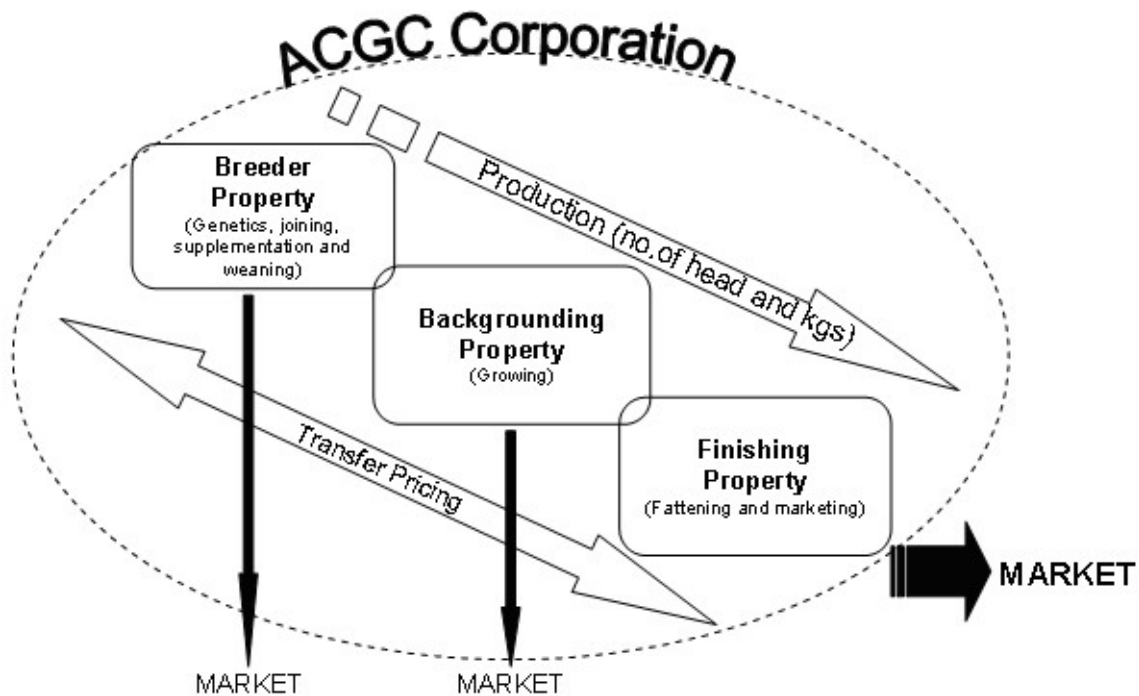 ACGC Corporation
Breeder
Property
(Genetics, joining,
supplementation and
weaning)
Production (no.of head and kgs)
Backgrounding
Property
(Growing)
Transfer Pricing
Finishing
Property
(Fattening and marketing)
MARKET
MARKET
MARKET